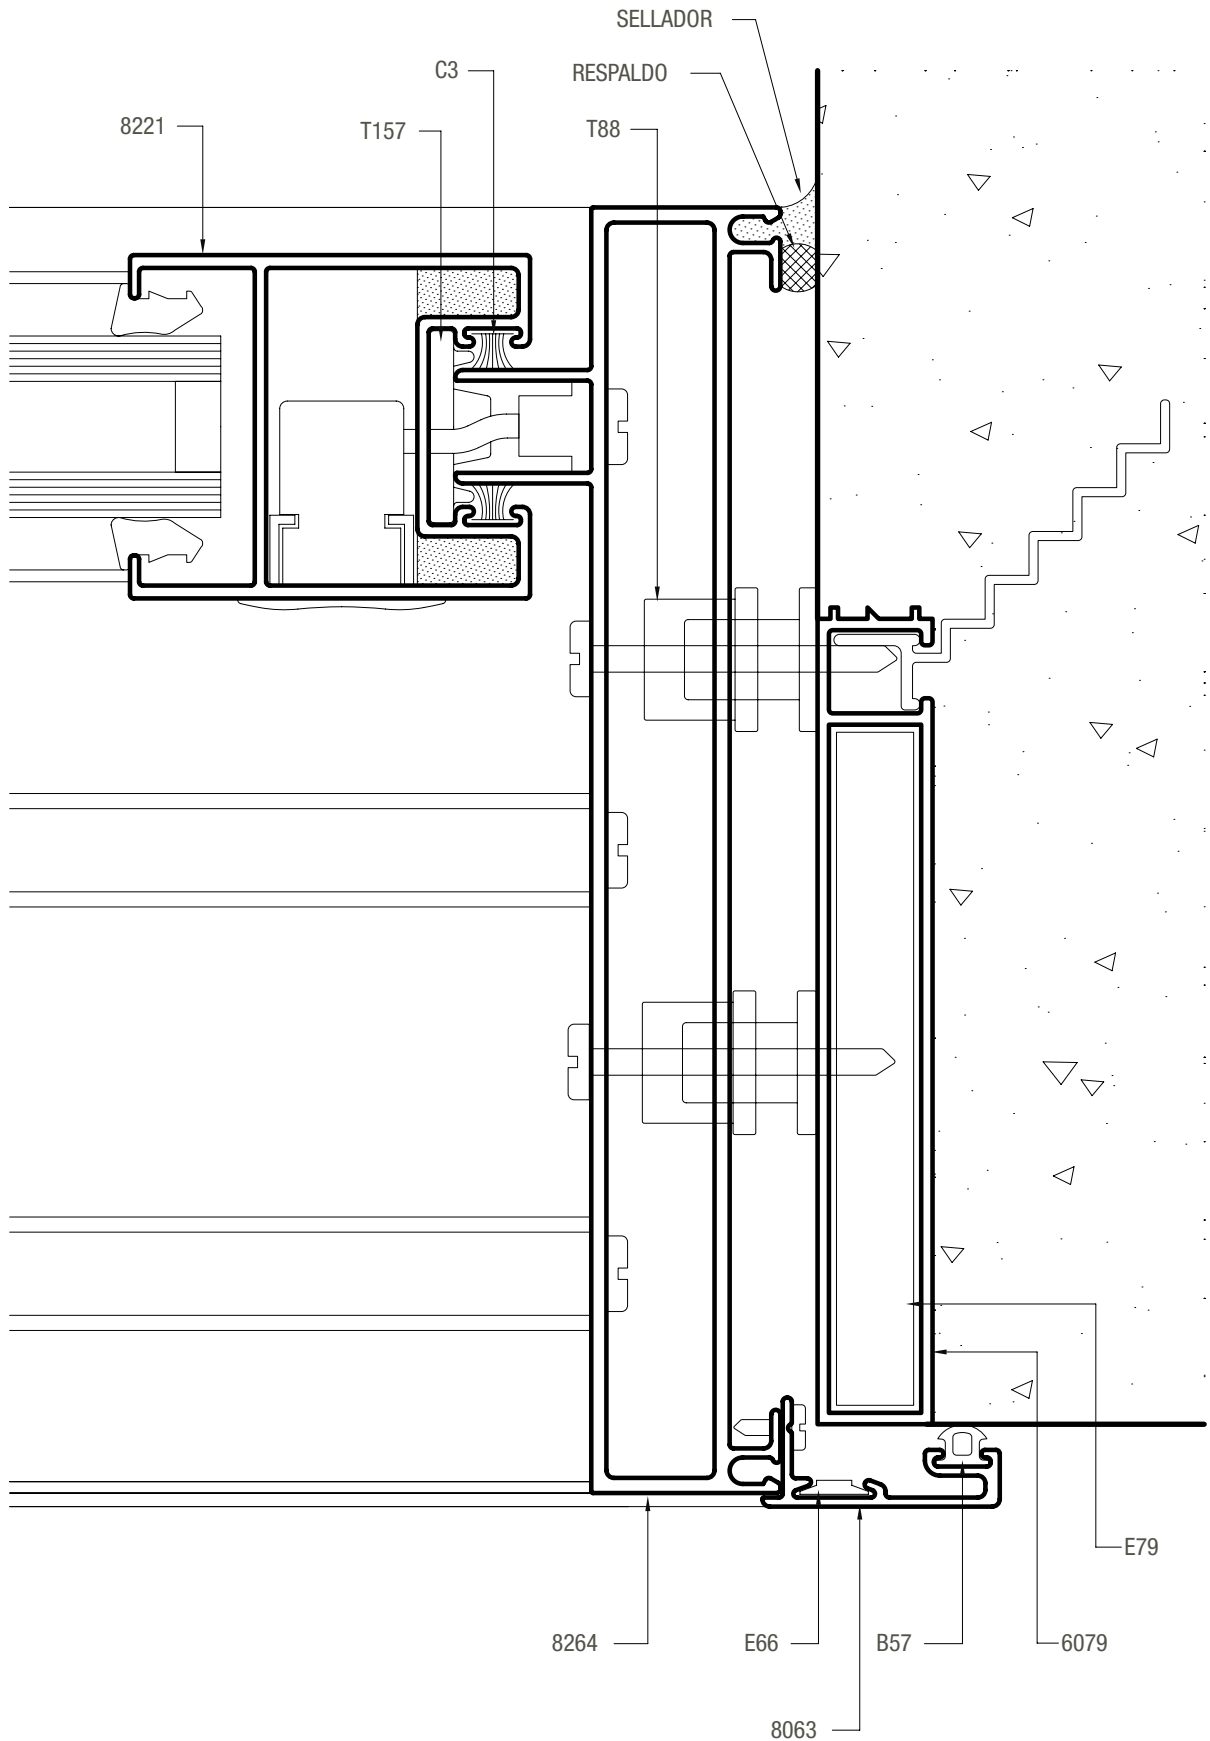 SELLADOR
C3
RESPALDO
8221
T157
T88
E79
8264
E66
B57
6079
8063